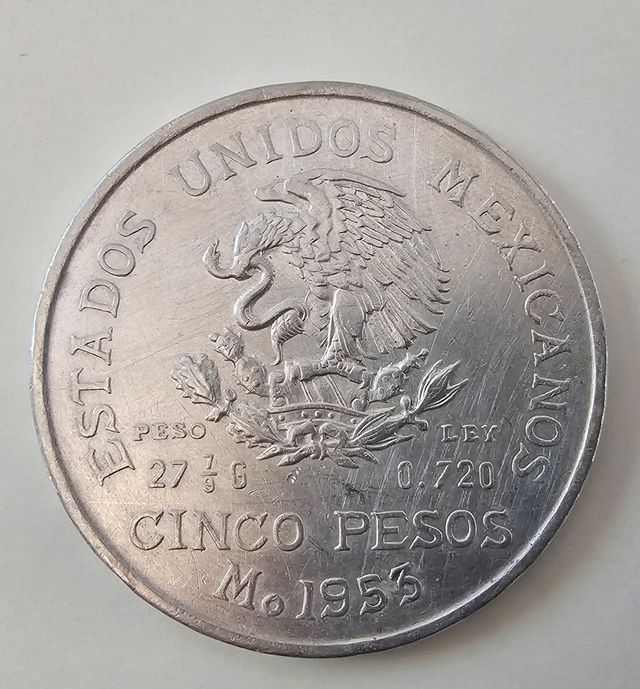 ESTADOS UNIDOS MEXICANOS
PESO LEY
27 7/9 G 0.720
CINCO PESOS
Mo 1953